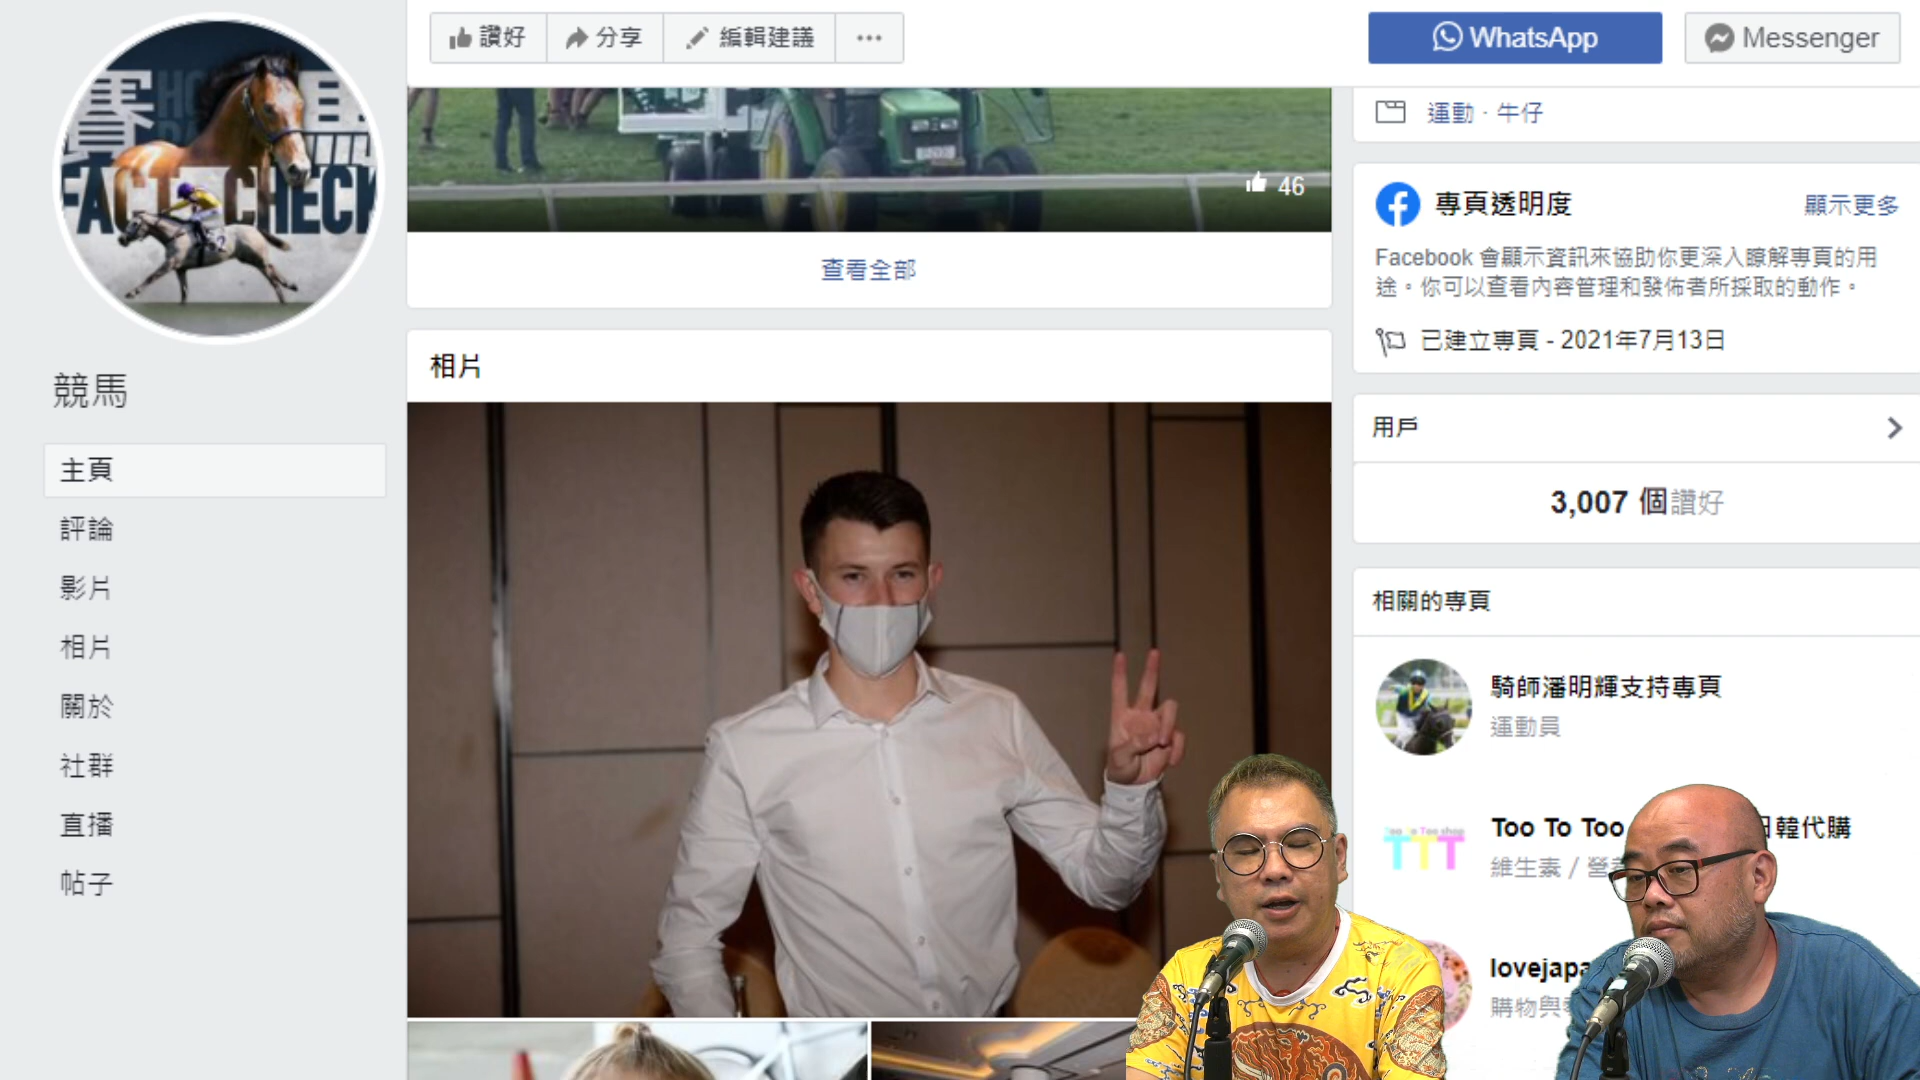 FACT CHECK
競馬
主頁
評論
影片
相片
關於
社群
直播
帖子
讚好
分享
編輯建議
46
查看全部
相片
WhatsApp
Messenger
運動 · 牛仔
專頁透明度
顯示更多
Facebook 會顯示資訊來協助你更深入瞭解專頁的用
途。你可以查看內容管理和發佈者所採取的動作。
已建立專頁 - 2021年7月13日
用戶
3,007 個讚好
相關的專頁
騎師潘明輝支持專頁
運動員
TTT
Too To Too 日韓代購
維生素 / 營
lovejapa
購物與